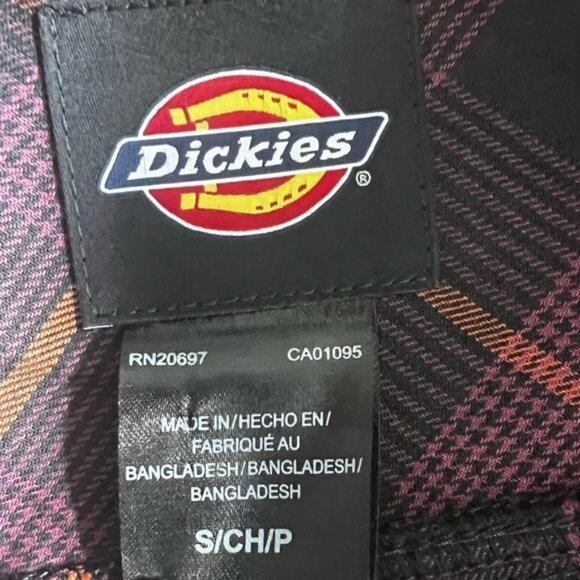 Dickies
®
RN20697 CA01095
MADE IN/HECHO EN/
FABRIQUÉ AU
BANGLADESH/BANGLADESH/
BANGLADESH
S/CH/P